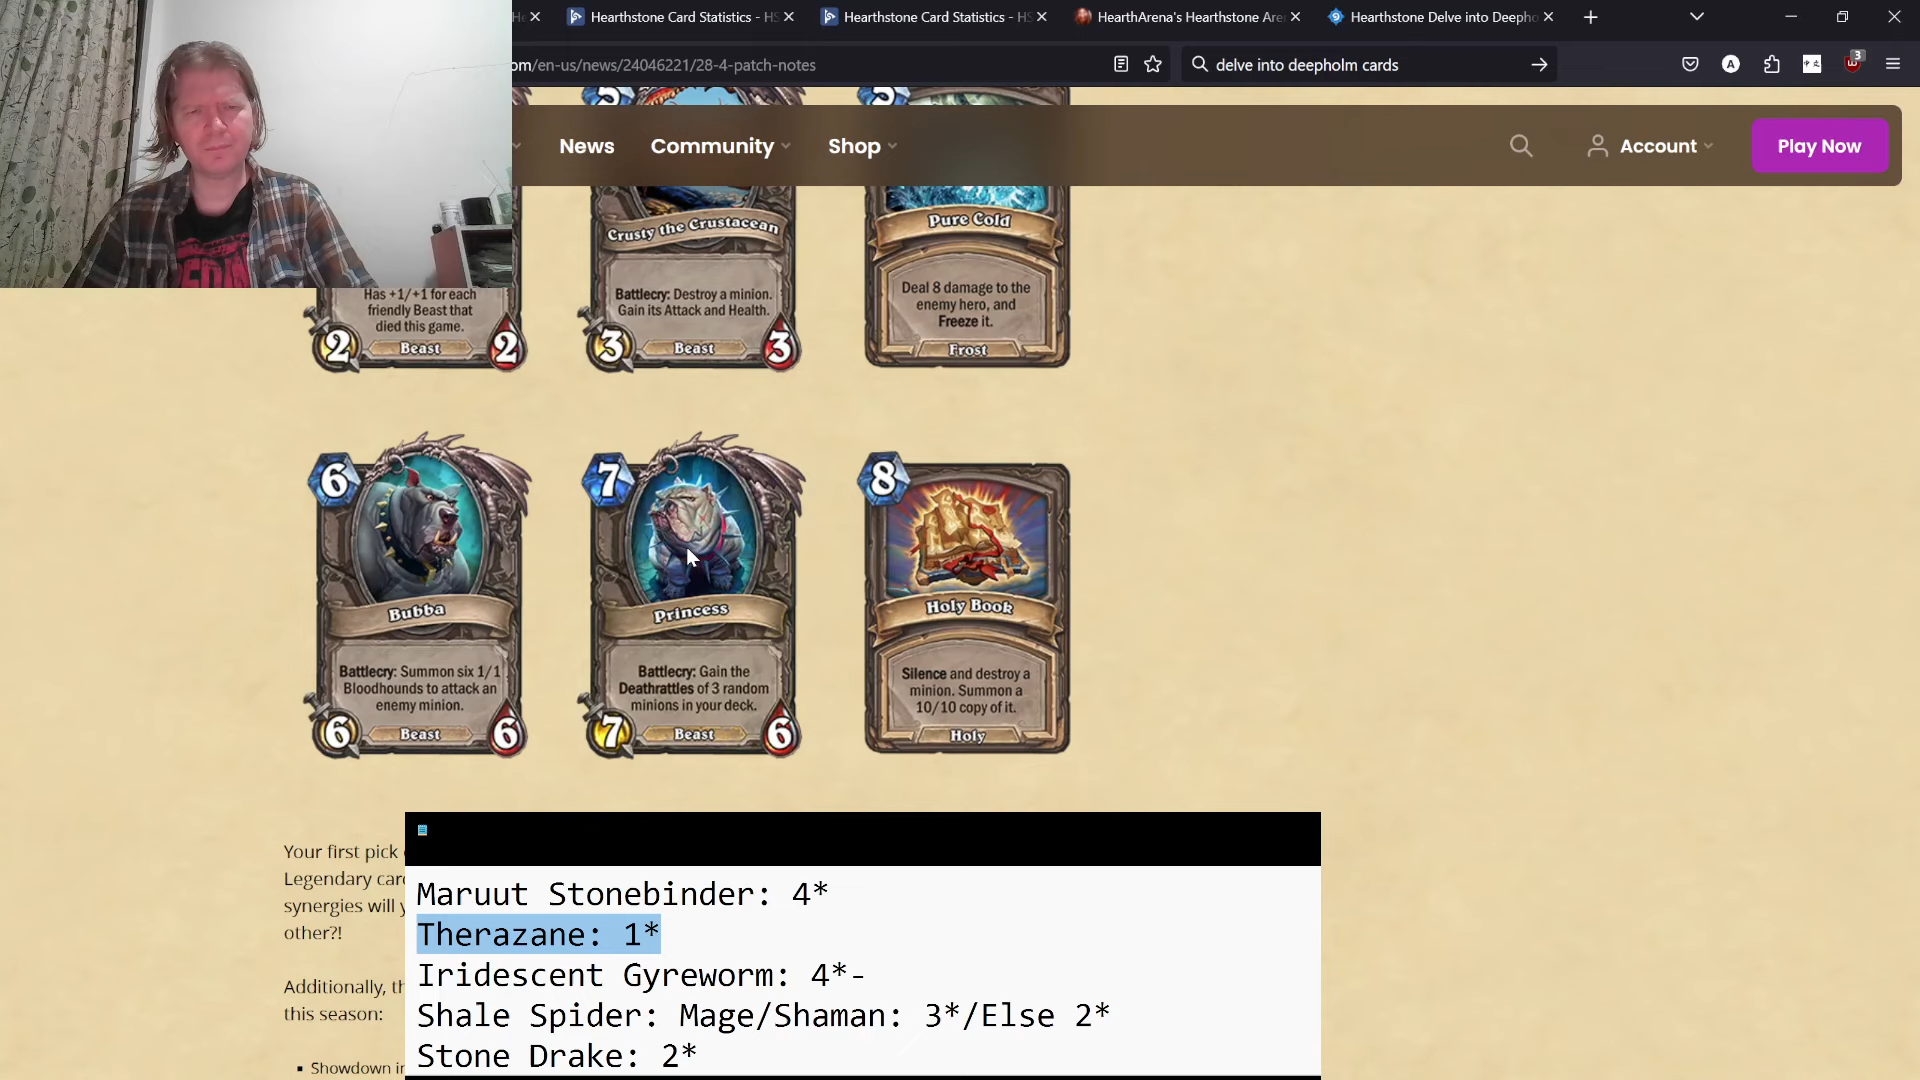 Hearthstone Card Statistics - HS
Hearthstone Card Statistics - HS
HearthArena's Hearthstone Are
Hearthstone Delve into Deepho
om/en-us/news/24046221/28-4-patch-notes
delve into deepholm cards
3
News
Community
Shop
Account
Play Now
Has +1/+1 for each
friendly Beast that
died this game.
2
Beast
2
Crusty the Crustacean
Battlecry: Destroy a minion.
Gain its Attack and Health.
3
Beast
3
Pure Cold
Deal 8 damage to the
enemy hero, and
Freeze it.
Frost
6
Bubba
Battlecry: Summon six 1/1
Bloodhounds to attack an
enemy minion.
6
Beast
6
7
Princess
Battlecry: Gain the
Deathrattles of 3 random
minions in your deck.
7
Beast
6
8
Holy Book
Silence and destroy a
minion. Summon a
10/10 copy of it.
Holy
Your first pick
Legendary card
synergies will y
other?!
Additionally, th
this season:
Showdown in
Maruut Stonebinder: 4*
Therazane: 1*
Iridescent Gyreworm: 4*-
Shale Spider: Mage/Shaman: 3*/Else 2*
Stone Drake: 2*